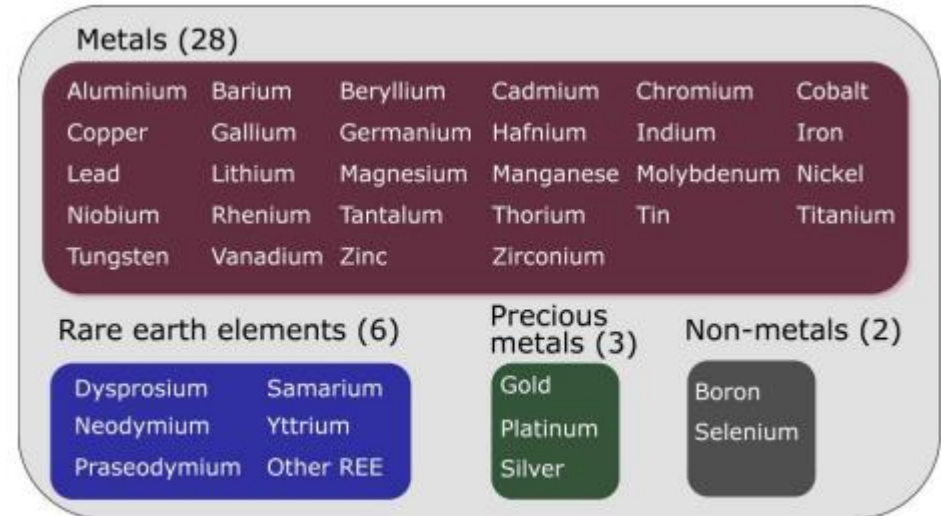 Metals (28)
Aluminium Barium Beryllium Cadmium Chromium Cobalt
Copper Gallium Germanium Hafnium Indium Iron
Lead Lithium Magnesium Manganese Molybdenum Nickel
Niobium Rhenium Tantalum Thorium Tin Titanium
Tungsten Vanadium Zinc Zirconium
Rare earth elements (6)
Dysprosium Samarium
Neodymium Yttrium
Praseodymium Other REE
Precious
metals (3)
Gold
Platinum
Silver
Non-metals (2)
Boron
Selenium